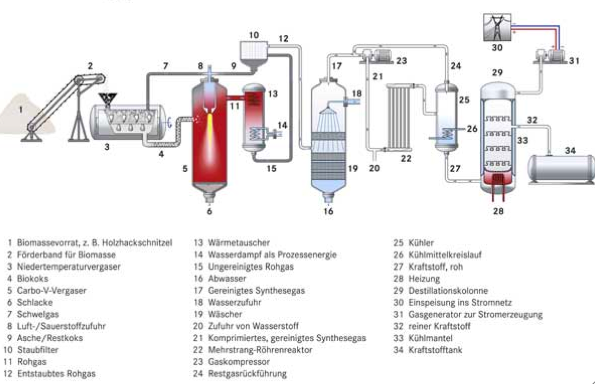 1
2
3
4
5
6
7
8
9
10
11
12
13
14
15
16
17
18
19
20
21
22
23
24
25
26
27
28
29
30
31
32
33
34
1 Biomassevorrat, z. B. Holzhackschnitzel
2 Förderband für Biomasse
3 Niedertemperaturvergaser
4 Biokoks
5 Carbo-V-Vergaser
6 Schlacke
7 Schwelgas
8 Luft-/Sauerstoffzufuhr
9 Asche/Restkoks
10 Staubfilter
11 Rohgas
12 Entstaubtes Rohgas
13 Wärmetauscher
14 Wasserdampf als Prozessenergie
15 Ungereinigtes Rohgas
16 Abwasser
17 Gereinigtes Synthesegas
18 Wasserzufuhr
19 Wäscher
20 Zufuhr von Wasserstoff
21 Komprimiertes, gereinigtes Synthesegas
22 Mehrstrang-Röhrenreaktor
23 Gaskompressor
24 Restgasrückführung
25 Kühler
26 Kühlmittelkreislauf
27 Kraftstoff, roh
28 Heizung
29 Destillationskolonne
30 Einspeisung ins Stromnetz
31 Gasgenerator zur Stromerzeugung
32 reiner Kraftstoff
33 Kühlmantel
34 Kraftstofftank